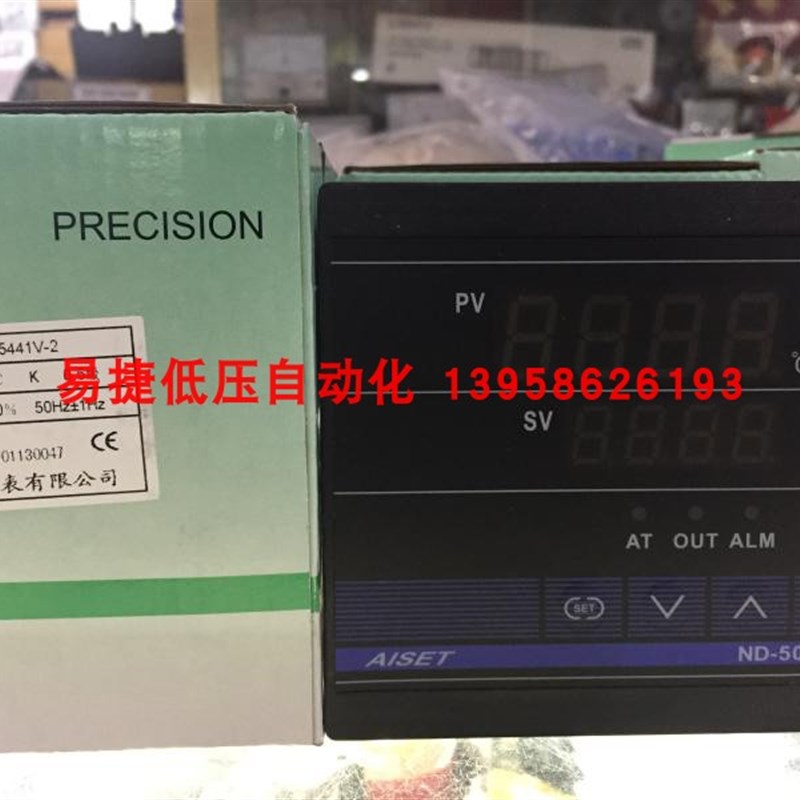 PRECISION
5441V-2
K
易捷低压自动化 13958626193
0% 50Hz±1Hz
CE
01130047
表有限公司
PV
℃
SV
AT OUT ALM
SET
AISET ND-50